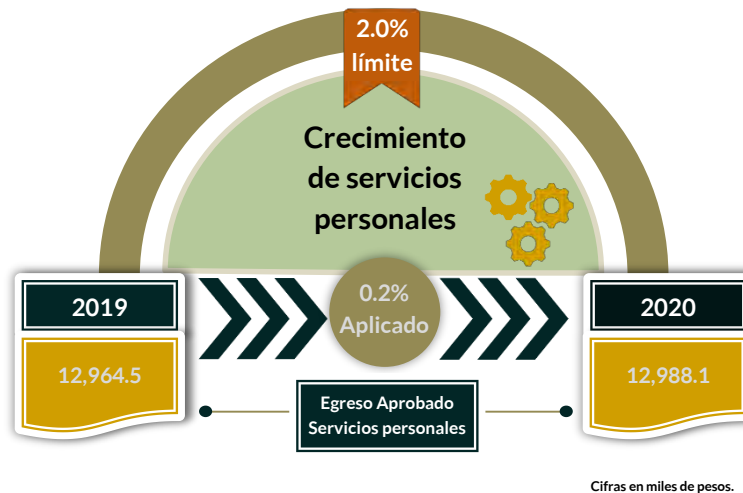 2.0%
límite
Crecimiento
de servicios
personales
2019
0.2%
Aplicado
2020
12,964.5
12,988.1
Egreso Aprobado
Servicios personales
Cifras en miles de pesos.